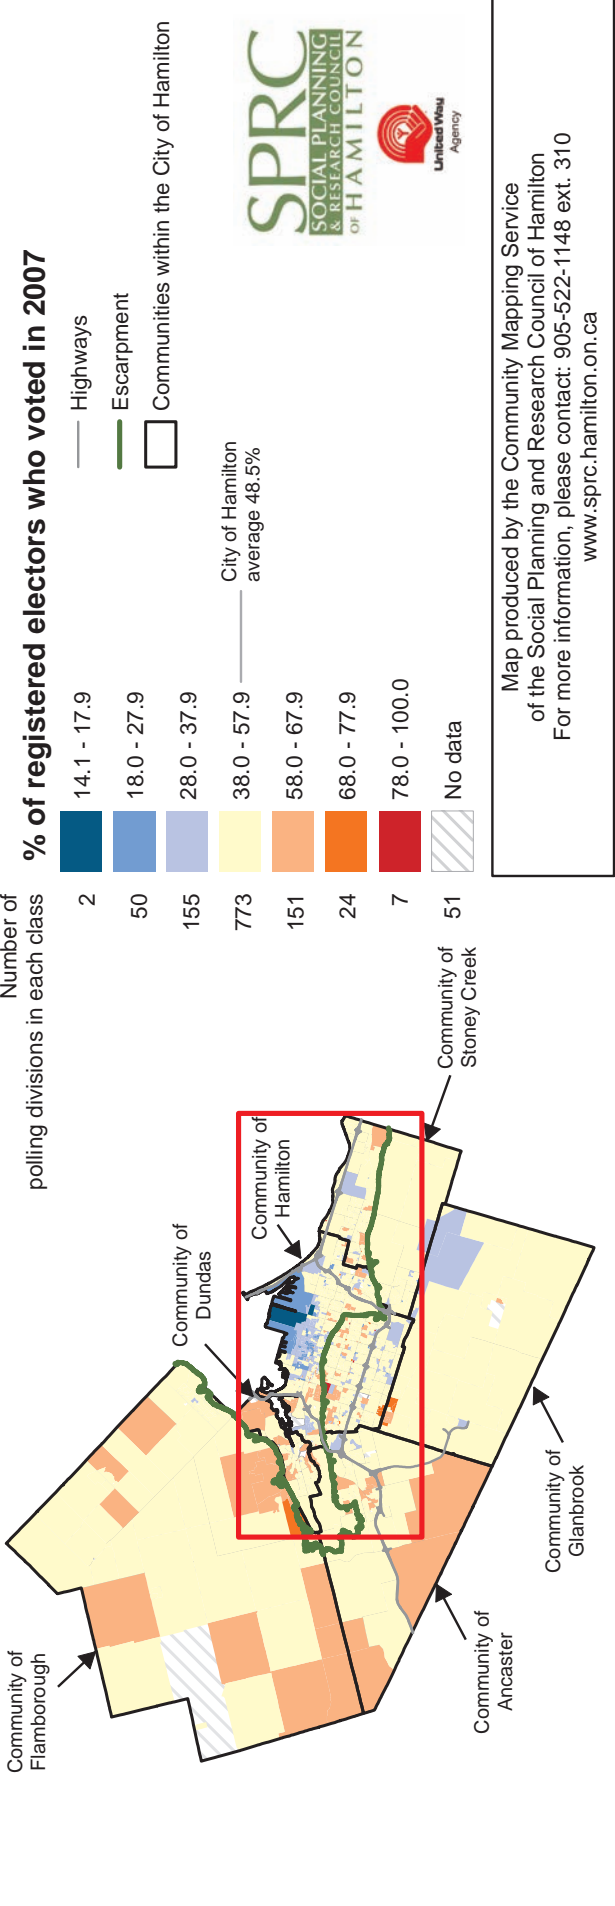 Community of
Flamborough
Community of
Dundas
Community of
Hamilton
Community of
Stoney Creek
Community of
Glanbrook
Community of
Ancaster
Number of
polling divisions in each class
% of registered electors who voted in 2007
2 14.1 - 17.9
50 18.0 - 27.9
155 28.0 - 37.9
773 38.0 - 57.9
151 58.0 - 67.9
24 68.0 - 77.9
7 78.0 - 100.0
51 No data
City of Hamilton
average 48.5%
Highways
Escarpment
Communities within the City of Hamilton
SPRC
SOCIAL PLANNING
& RESEARCH COUNCIL
OF HAMILTON
United Way
Agency
Map produced by the Community Mapping Service
of the Social Planning and Research Council of Hamilton
For more information, please contact: 905-522-1148 ext. 310
www.sprc.hamilton.on.ca